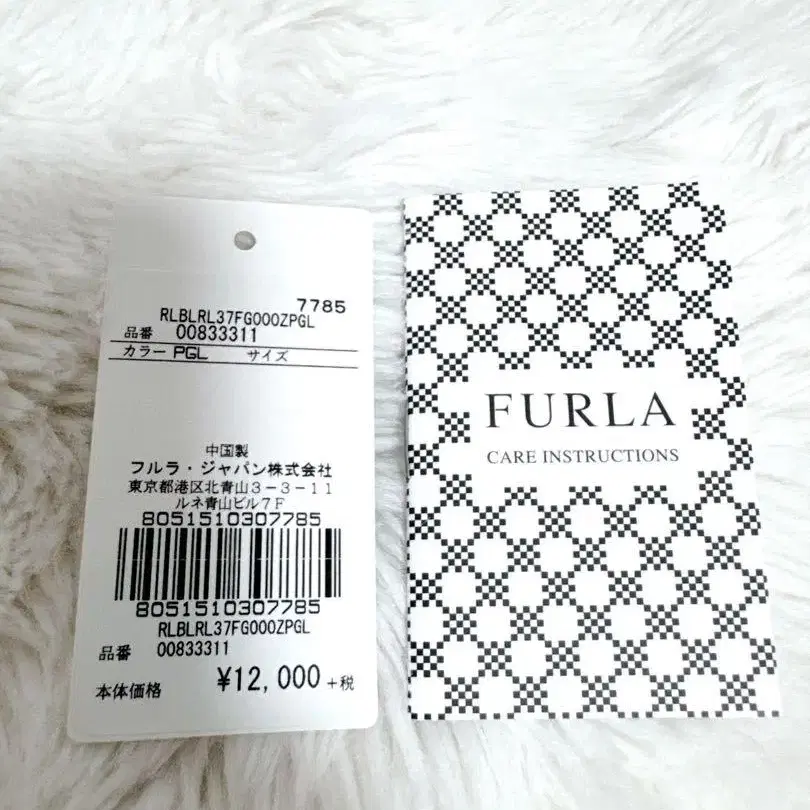 7785
RLBLRL37FG000ZPGL
品番 00833311
カラー PGL サイズ
中国製
フルラ・ジャパン株式会社
東京都港区北青山3-3-11
ルネ青山ビル7F
8051510307785
8051510307785
RLBLRL37FG000ZPGL
品番 00833311
本体価格 ¥12,000 +税
FURLA
CARE INSTRUCTIONS